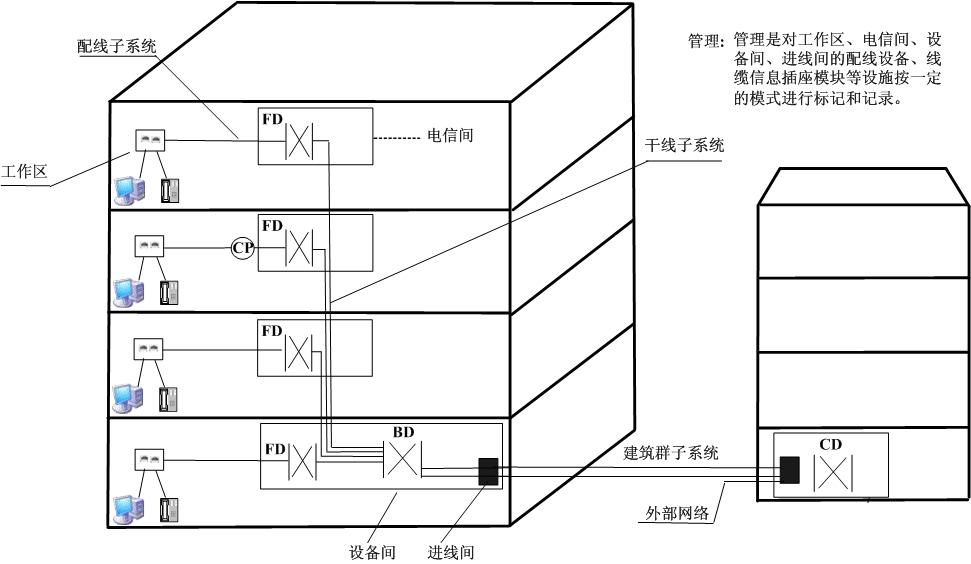 配线子系统
管理：管理是对工作区、电信间、设
备间、进线间的配线设备、线
缆信息插座模块等设施按一定
的模式进行标记和记录。
FD
电信间
干线子系统
工作区
FD
CP
FD
BD
FD
建筑群子系统
CD
外部网络
设备间
进线间